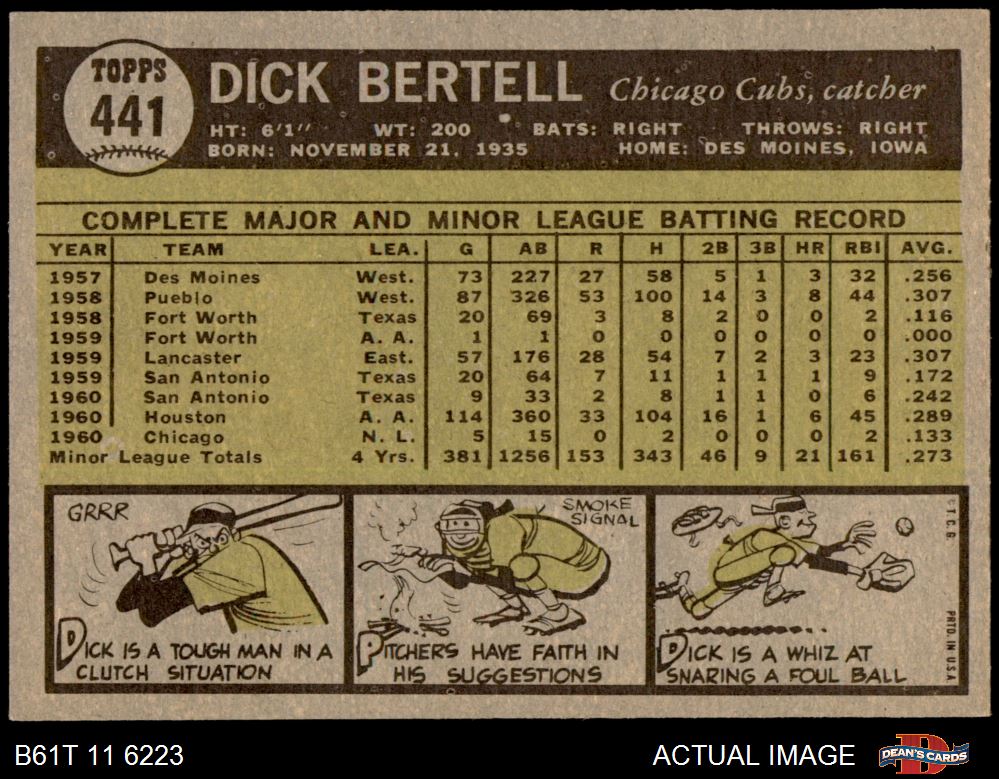 TOPPS
441
DICK BERTELL Chicago Cubs, catcher
HT: 6'1" WT: 200 BATS: RIGHT THROWS: RIGHT
BORN: NOVEMBER 21, 1935 HOME: DES MOINES, IOWA
COMPLETE MAJOR AND MINOR LEAGUE BATTING RECORD
YEAR TEAM LEA. G AB R H 2B 3B HR RBI AVG.
1957 Des Moines West. 73 227 27 58 5 1 3 32 .256
1958 Pueblo West. 87 326 53 100 14 3 8 44 .307
1958 Fort Worth Texas 20 69 3 8 2 0 0 2 .116
1959 Fort Worth A. A. 1 1 0 0 0 0 0 0 .000
1959 Lancaster East. 57 176 28 54 7 2 3 23 .307
1959 San Antonio Texas 20 64 7 11 1 1 1 9 .172
1960 San Antonio Texas 9 33 2 8 1 1 0 6 .242
1960 Houston A. A. 114 360 33 104 16 1 6 45 .289
1960 Chicago N. L. 5 15 0 2 0 0 0 2 .133
Minor League Totals 4 Yrs. 381 1256 153 343 46 9 21 161 .273
GRRR
DICK IS A TOUGH MAN IN A
CLUTCH SITUATION
SMOKE
SIGNAL
PITCHERS HAVE FAITH IN
HIS SUGGESTIONS
DICK IS A WHIZ AT
SNARING A FOUL BALL
© T. C. G.
PRTD. IN U.S.A.
B61T 11 6223
ACTUAL IMAGE
DEAN'S CARDS